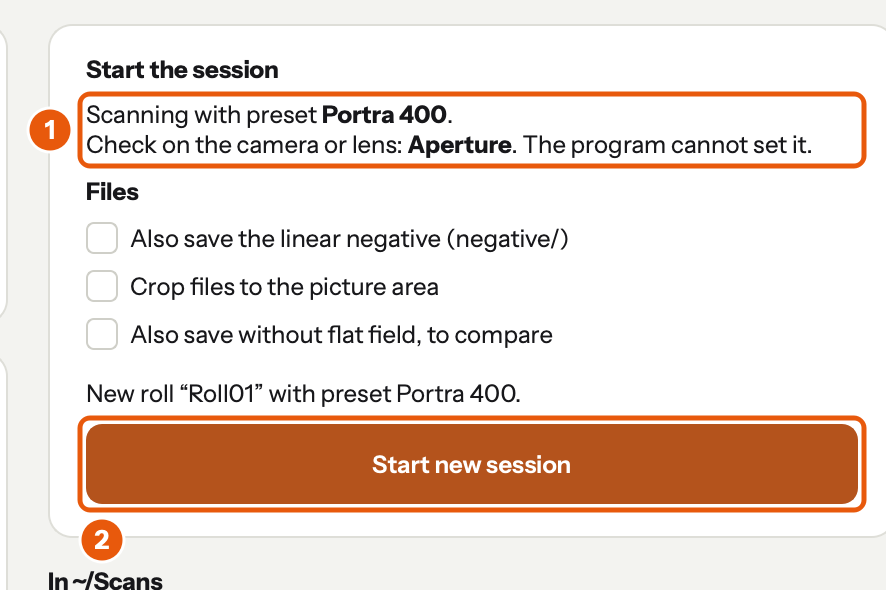 Start the session
1
Scanning with preset Portra 400.
Check on the camera or lens: Aperture. The program cannot set it.
Files
Also save the linear negative (negative/)
Crop files to the picture area
Also save without flat field, to compare
New roll “Roll01” with preset Portra 400.
Start new session
2
In ~/Scans